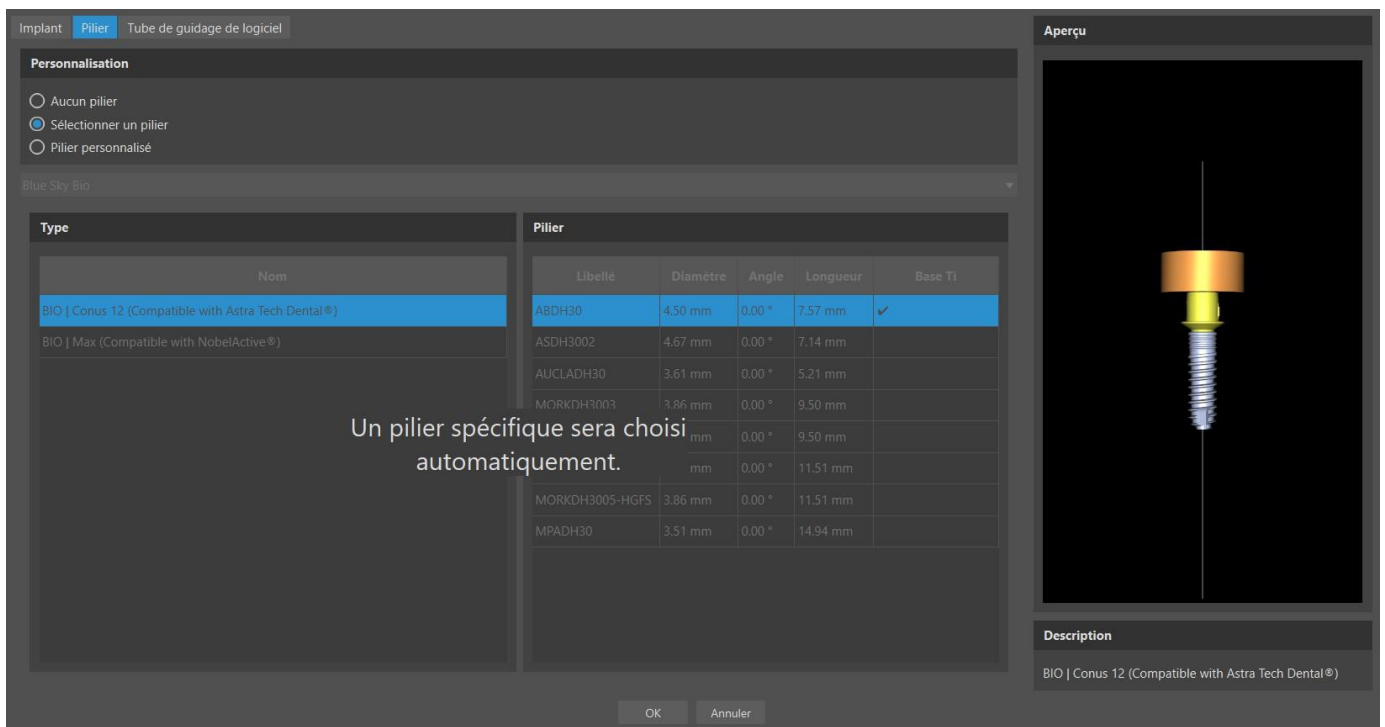 Implant Pilier Tube de guidage de logiciel
Personnalisation
Aucun pilier
Sélectionner un pilier
Pilier personnalisé
Blue Sky Bio
Type
Nom
BIO | Conus 12 (Compatible with Astra Tech Dental®)
BIO | Max (Compatible with NobelActive®)
Pilier
Libellé Diamètre Angle Longueur Base Ti
ABDH30 4.50 mm 0.00 ° 7.57 mm ✔
ASDH3002 4.67 mm 0.00 ° 7.14 mm
AUCLADH30 3.61 mm 0.00 ° 5.21 mm
MORKDH3003 3.86 mm 0.00 ° 9.50 mm
mm 0.00 ° 9.50 mm
mm 0.00 ° 11.51 mm
MORKDH3005-HGFS 3.86 mm 0.00 ° 11.51 mm
MPADH30 3.51 mm 0.00 ° 14.94 mm
Un pilier spécifique sera choisi
automatiquement.
OK Annuler
Aperçu
Description
BIO | Conus 12 (Compatible with Astra Tech Dental®)